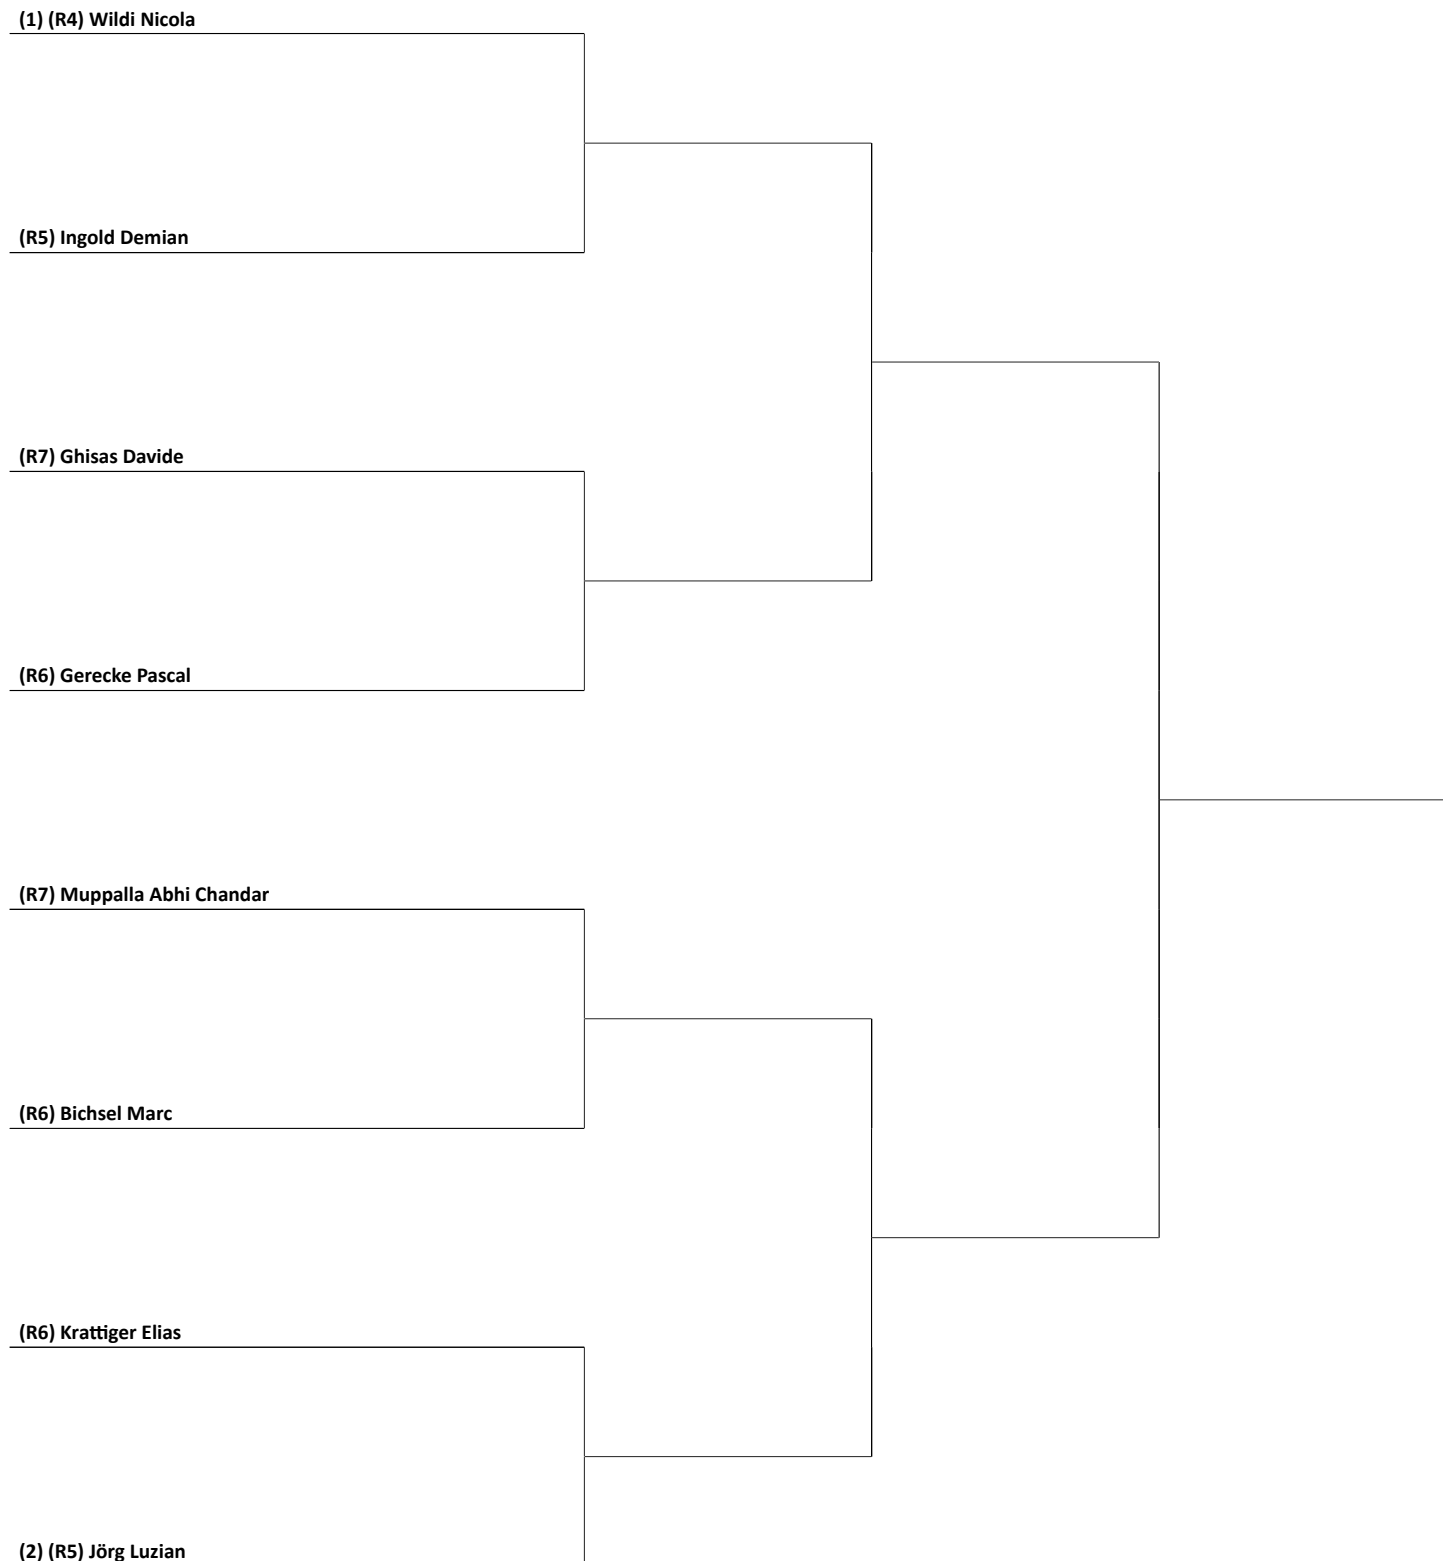 (1) (R4) Wildi Nicola
(R5) Ingold Demian
(R7) Ghisas Davide
(R6) Gerecke Pascal
(R7) Muppalla Abhi Chandar
(R6) Bichsel Marc
(R6) Krattiger Elias
(2) (R5) Jörg Luzian